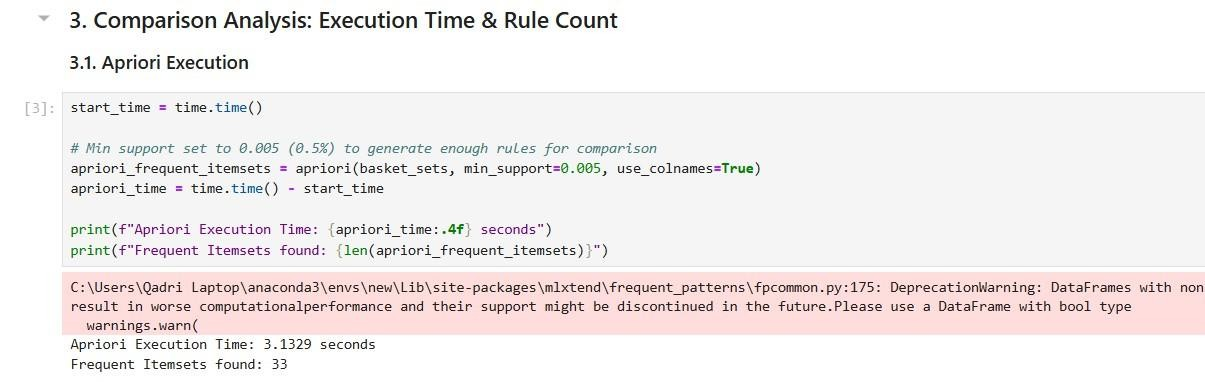 3. Comparison Analysis: Execution Time & Rule Count
3.1. Apriori Execution
[3]:
start_time = time.time()
# Min support set to 0.005 (0.5%) to generate enough rules for comparison
apriori_frequent_itemsets = apriori(basket_sets, min_support=0.005, use_colnames=True)
apriori_time = time.time() - start_time
print(f"Apriori Execution Time: {apriori_time:.4f} seconds")
print(f"Frequent Itemsets found: {len(apriori_frequent_itemsets)}")
C:\Users\Qadri Laptop\anaconda3\envs\new\Lib\site-packages\mlxtend\frequent_patterns\fpcommon.py:175: DeprecationWarning: DataFrames with non
result in worse computationalperformance and their support might be discontinued in the future.Please use a DataFrame with bool type
warnings.warn(
Apriori Execution Time: 3.1329 seconds
Frequent Itemsets found: 33